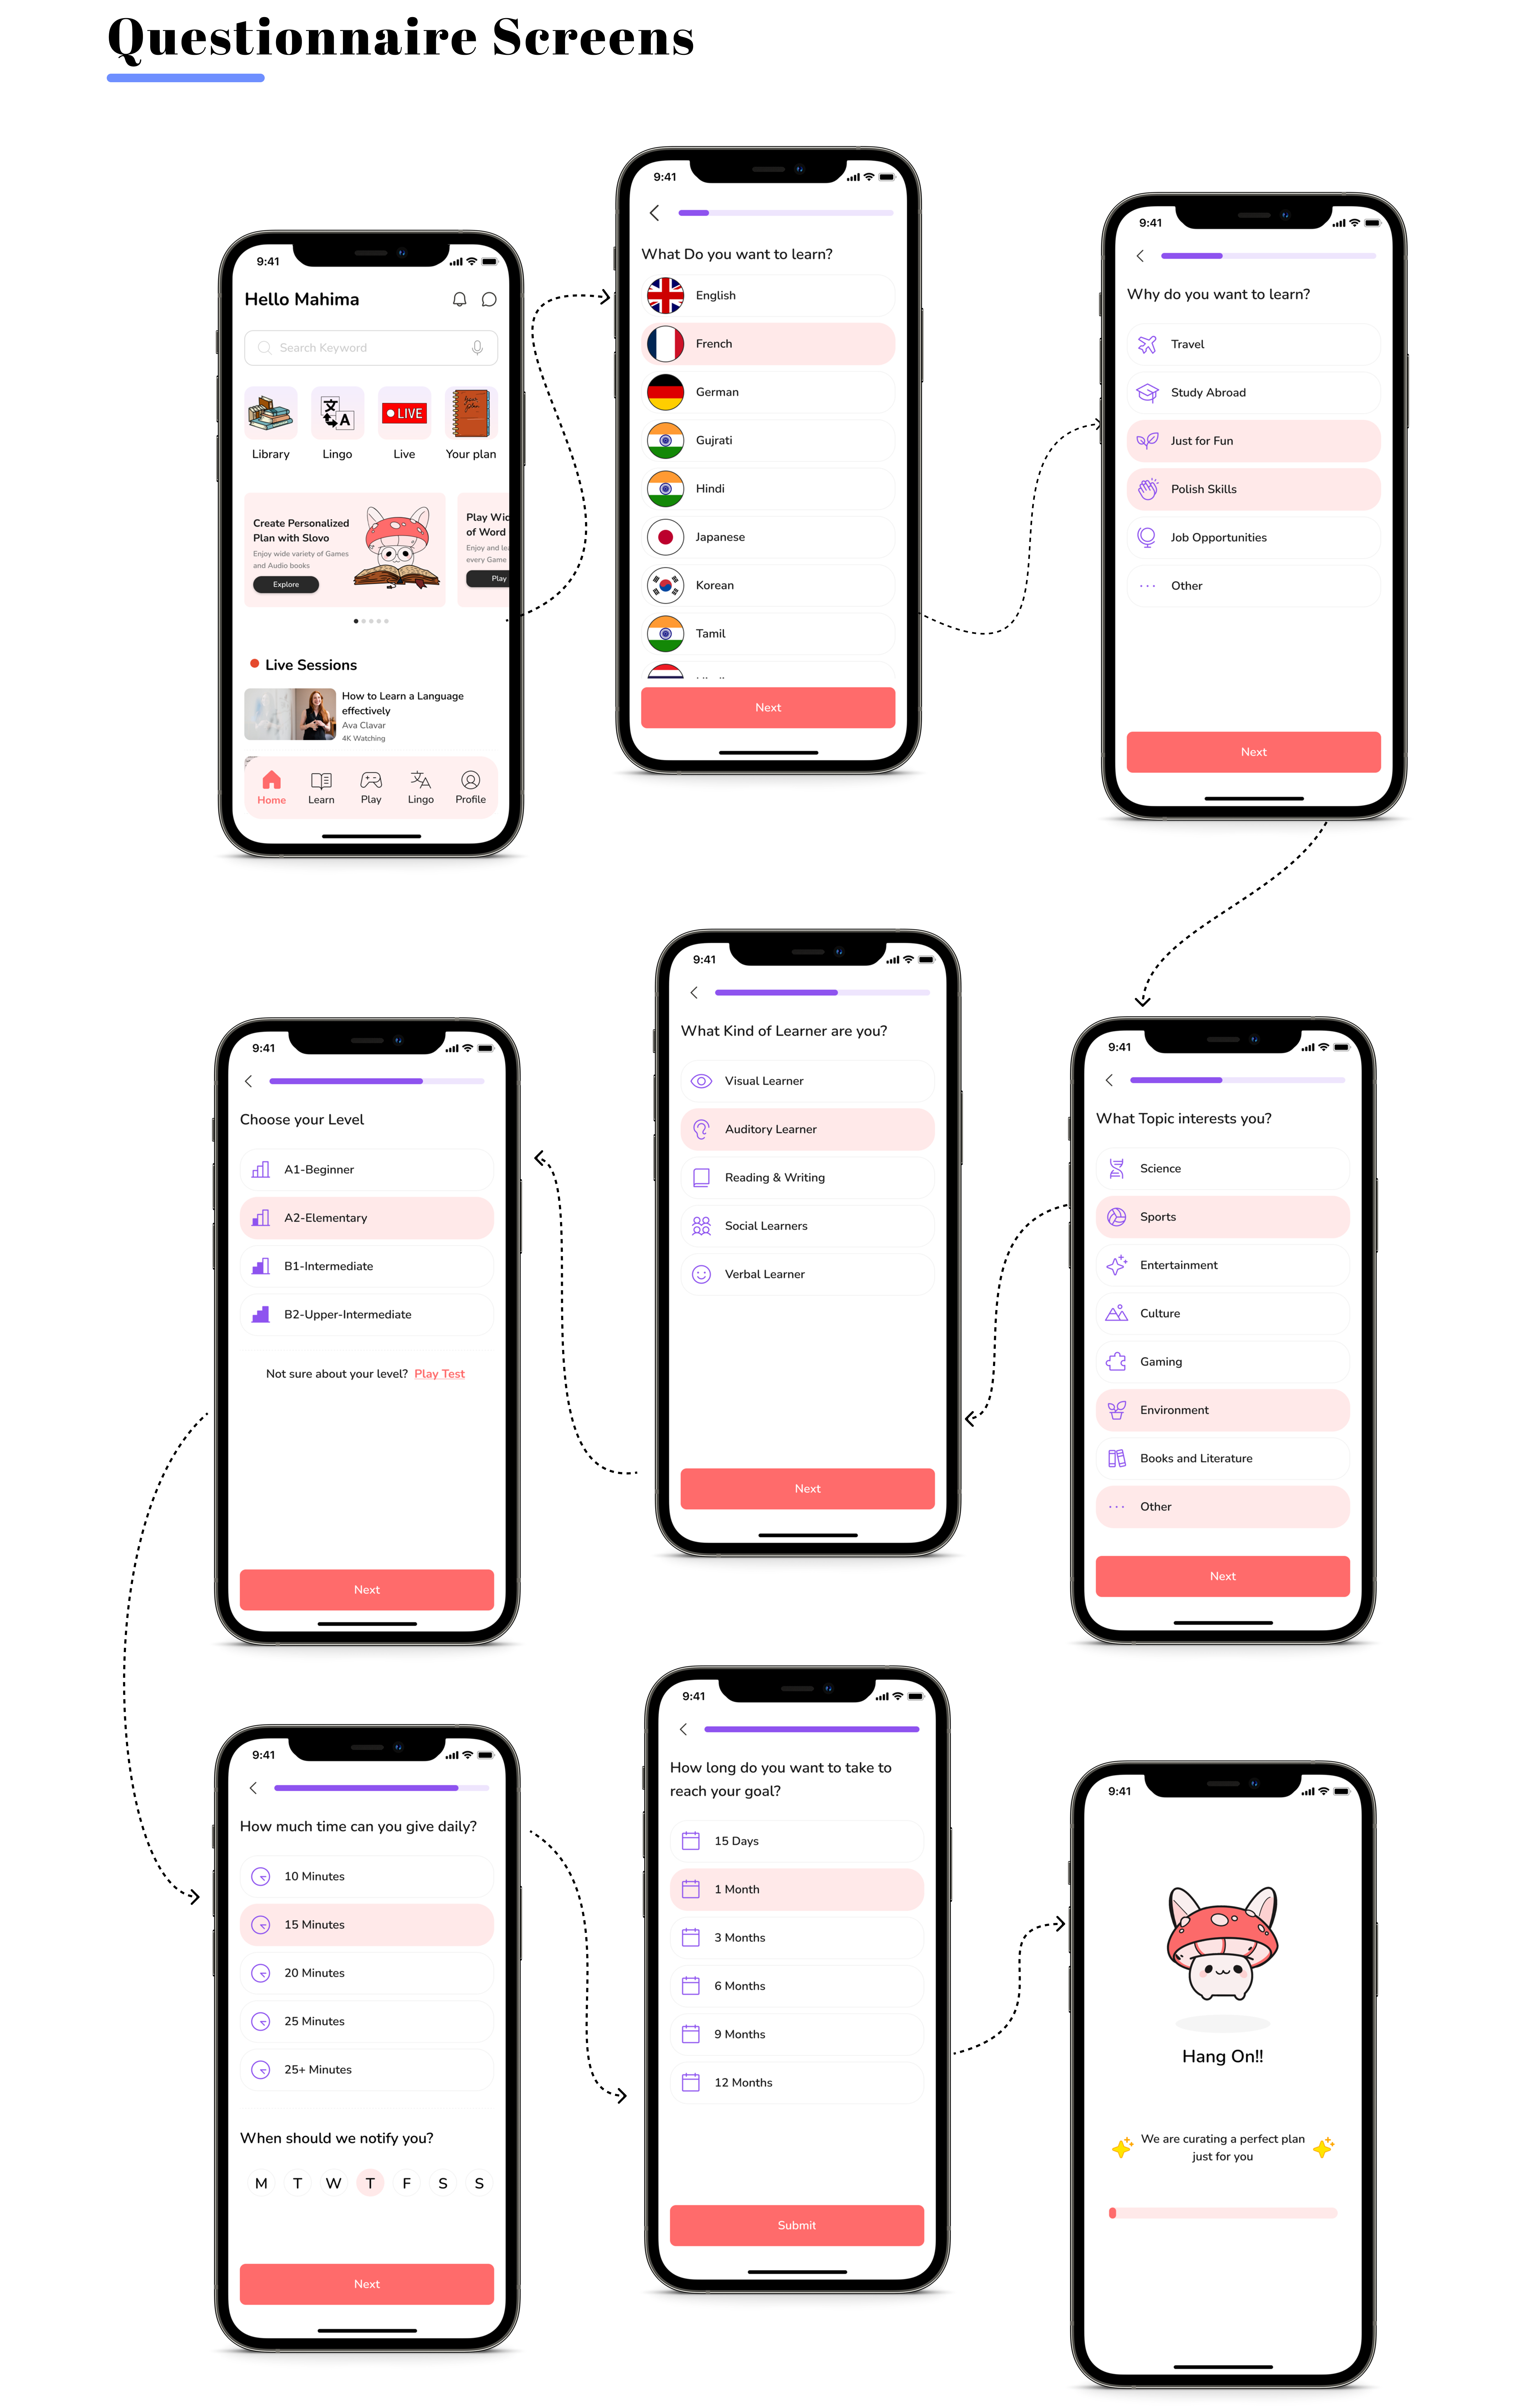 Questionnaire Screens
9:41
Hello Mahima
Search Keyword
LIVE
Library
Lingo
Live
Your plan
Create Personalized
Plan with Slovo
Enjoy wide variety of Games
and Audio books
Explore
of Word
every Game
Play
Live Sessions
How to Learn a Language
effectively
Ava Clavar
4K Watching
Home
Learn
Play
Lingo
Profile
9:41
What Do you want to learn?
English
French
German
Gujrati
Hindi
Japanese
Korean
Tamil
Next
9:41
Why do you want to learn?
Travel
Study Abroad
Just for Fun
Polish Skills
Job Opportunities
Other
Next
9:41
What Topic interests you?
Science
Sports
Entertainment
Culture
Gaming
Environment
Books and Literature
Other
Next
9:41
What Kind of Learner are you?
Visual Learner
Auditory Learner
Reading & Writing
Social Learners
Verbal Learner
Next
9:41
Choose your Level
A1-Beginner
A2-Elementary
B1-Intermediate
B2-Upper-Intermediate
Not sure about your level? Play Test
Next
9:41
How much time can you give daily?
10 Minutes
15 Minutes
20 Minutes
25 Minutes
25+ Minutes
When should we notify you?
M T W T F S S
Next
9:41
How long do you want to take to
reach your goal?
15 Days
1 Month
3 Months
6 Months
9 Months
12 Months
Submit
9:41
Hang On!!
We are curating a perfect plan
just for you